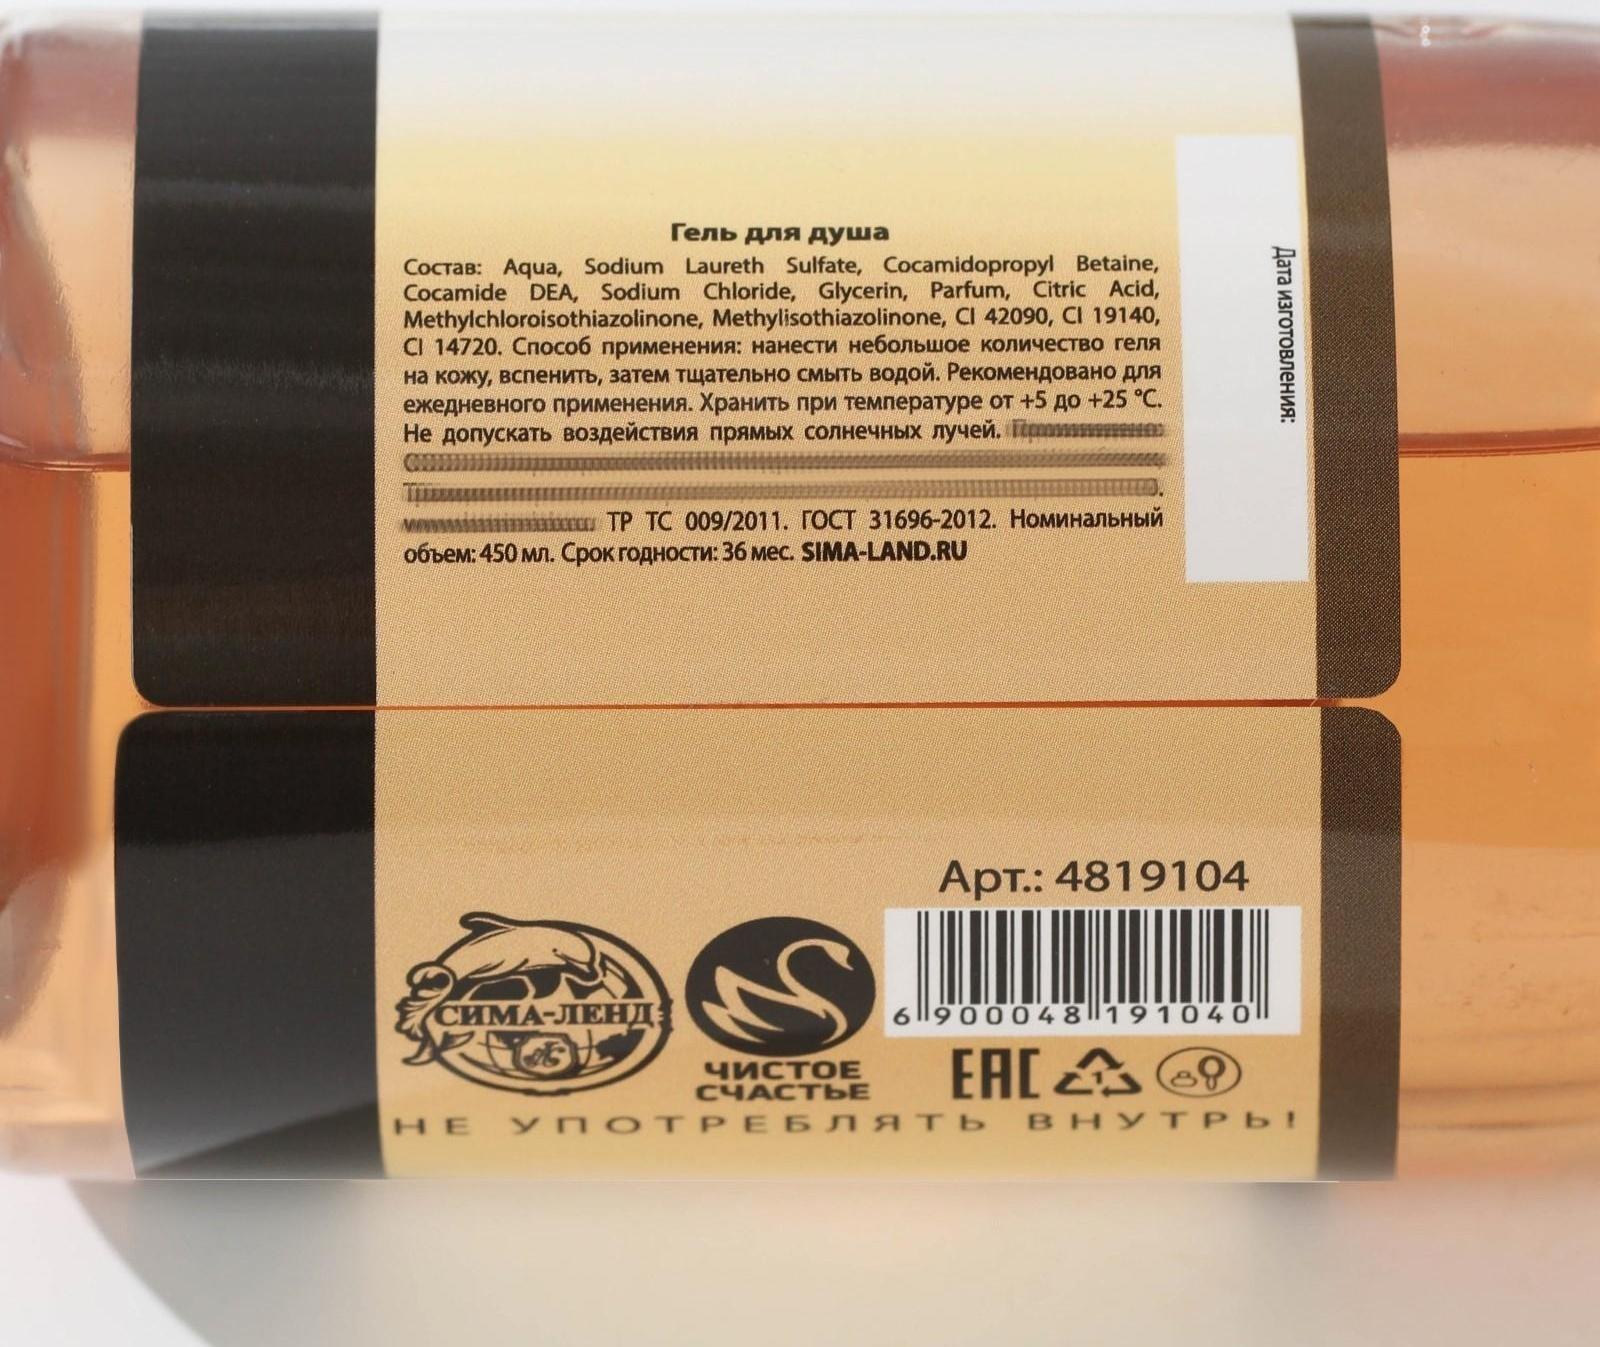 Гель для душа
Состав: Aqua, Sodium Laureth Sulfate, Cocamidopropyl Betaine,
Cocamide DEA, Sodium Chloride, Glycerin, Parfum, Citric Acid,
Methylchloroisothiazolinone, Methylisothiazolinone, CI 42090, CI 19140,
CI 14720. Способ применения: нанести небольшое количество геля
на кожу, вспенить, затем тщательно смыть водой. Рекомендовано для
ежедневного применения. Хранить при температуре от +5 до +25 °С.
Не допускать воздействия прямых солнечных лучей.
ТР ТС 009/2011. ГОСТ 31696-2012. Номинальный
объем: 450 мл. Срок годности: 36 мес. SIMA-LAND.RU
Дата изготовления:
Арт.: 4819104
6 900048 191040
СИМА-ЛЕНД
ЧИСТОЕ
СЧАСТЬЕ
EAC
1
НЕ УПОТРЕБЛЯТЬ ВНУТРЬ!